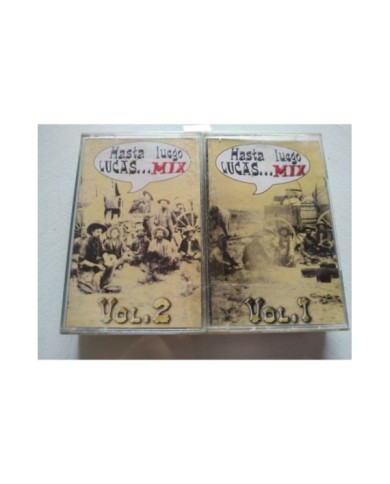 Hasta luego
LUCAS...MIX
VOL.2
Hasta luego
LUCAS...MIX
VOL.1